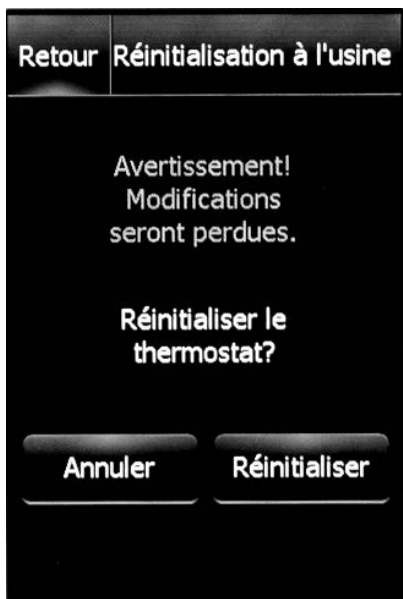 Retour Réinitialisation à l'usine
Avertissement!
Modifications
seront perdues.
Réinitialiser le
thermostat?
Annuler Réinitialiser